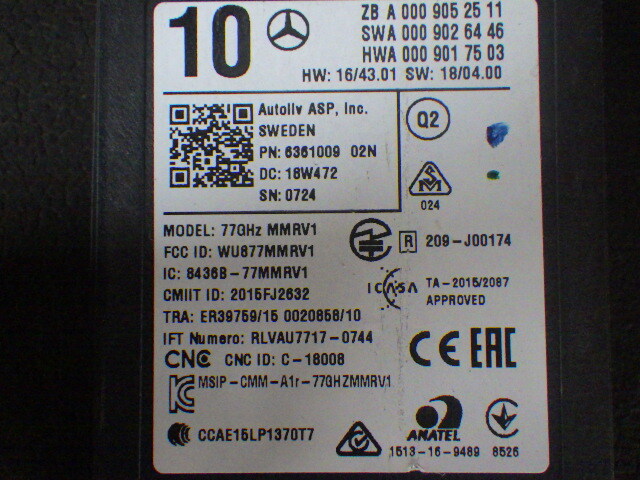 10
ZB A 000 905 25 11
SWA 000 902 64 46
HWA 000 901 75 03
HW: 16/43.01 SW: 18/04.00
Autoliv ASP, Inc.
SWEDEN
PN: 6361009 02N
DC: 18W472
SN: 0724
Q2
S
M
024
MODEL: 77GHz MMRV1
FCC ID: WU877MMRV1
R 209-J00174
IC: 8436B-77MMRV1
ICASA TA-2015/2087
APPROVED
CMIIT ID: 2015FJ2632
TRA: ER39759/15 0020858/10
IFT Numero: RLVAU7717-0744
CNC CNC ID: C-18008
CE EAC
MSIP-CMM-A1r-77GHZMMRV1
CCAE15LP1370T7
ANATEL
1513-16-9489 8526